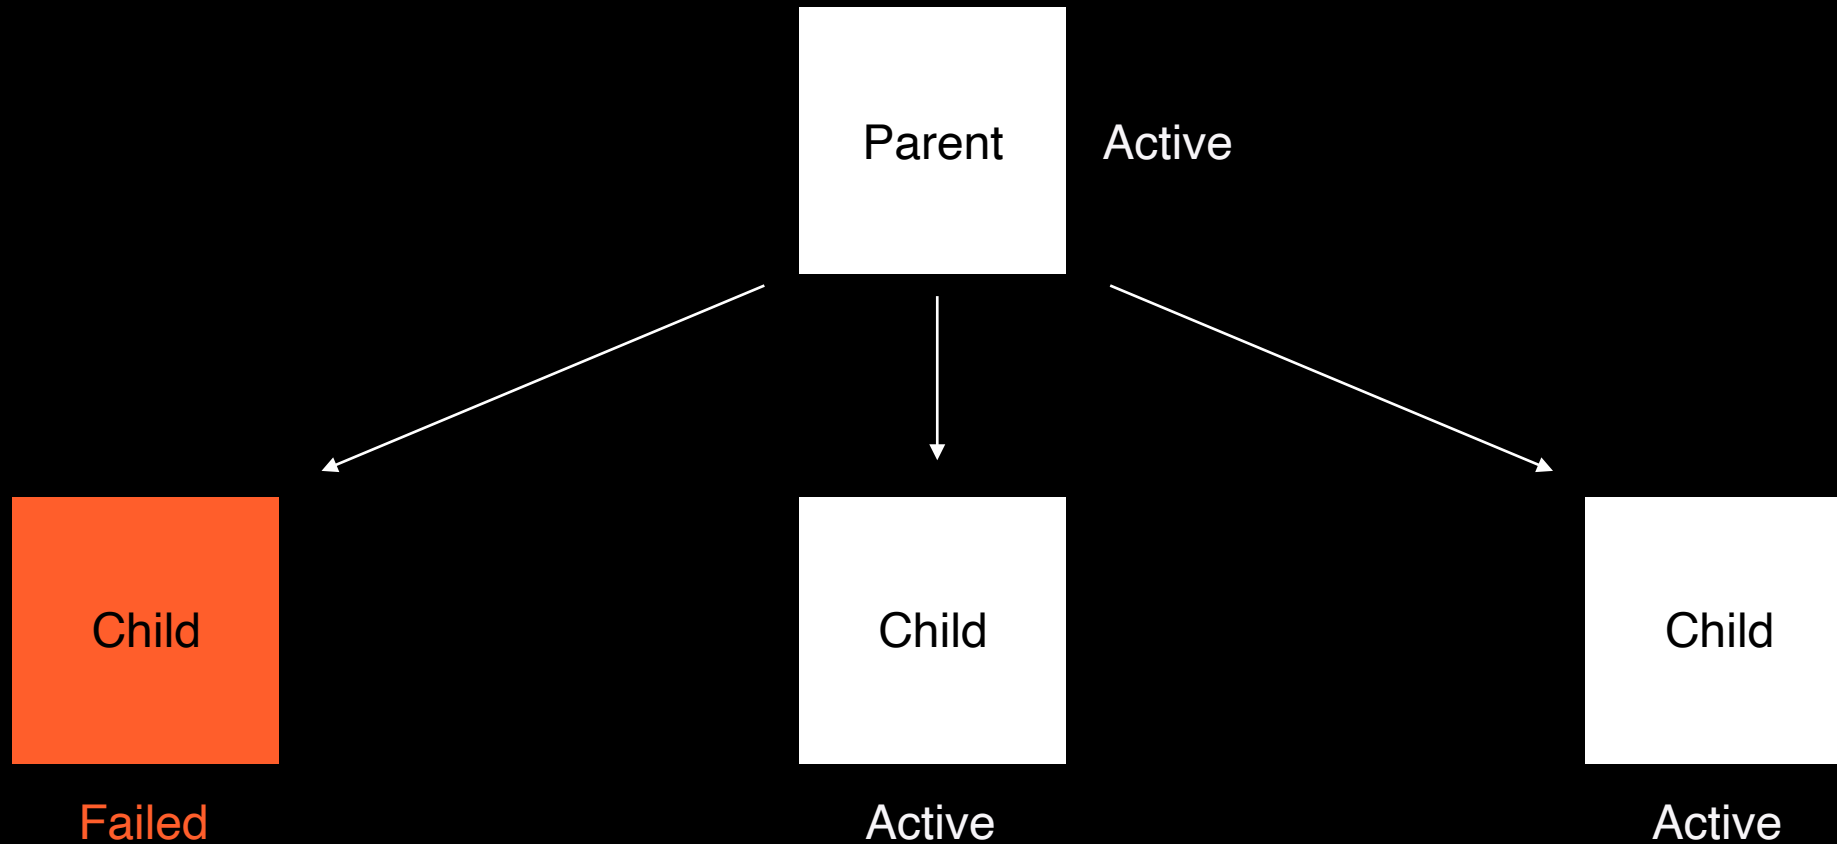 Parent
Active
Child
Child
Child
Failed
Active
Active